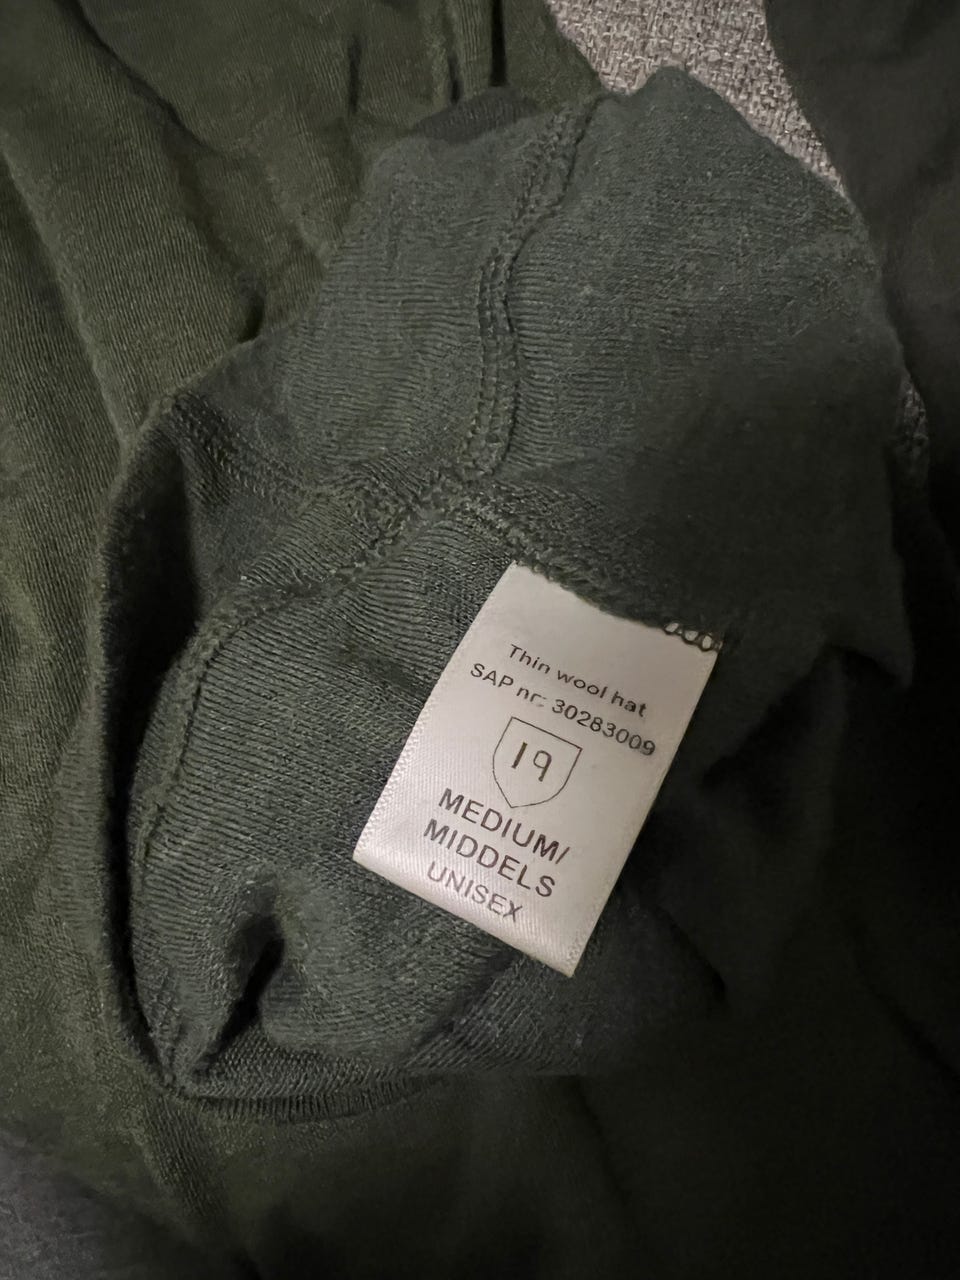 Thin wool hat
SAP nr: 30283009
19
MEDIUM/
MIDDELS
UNISEX